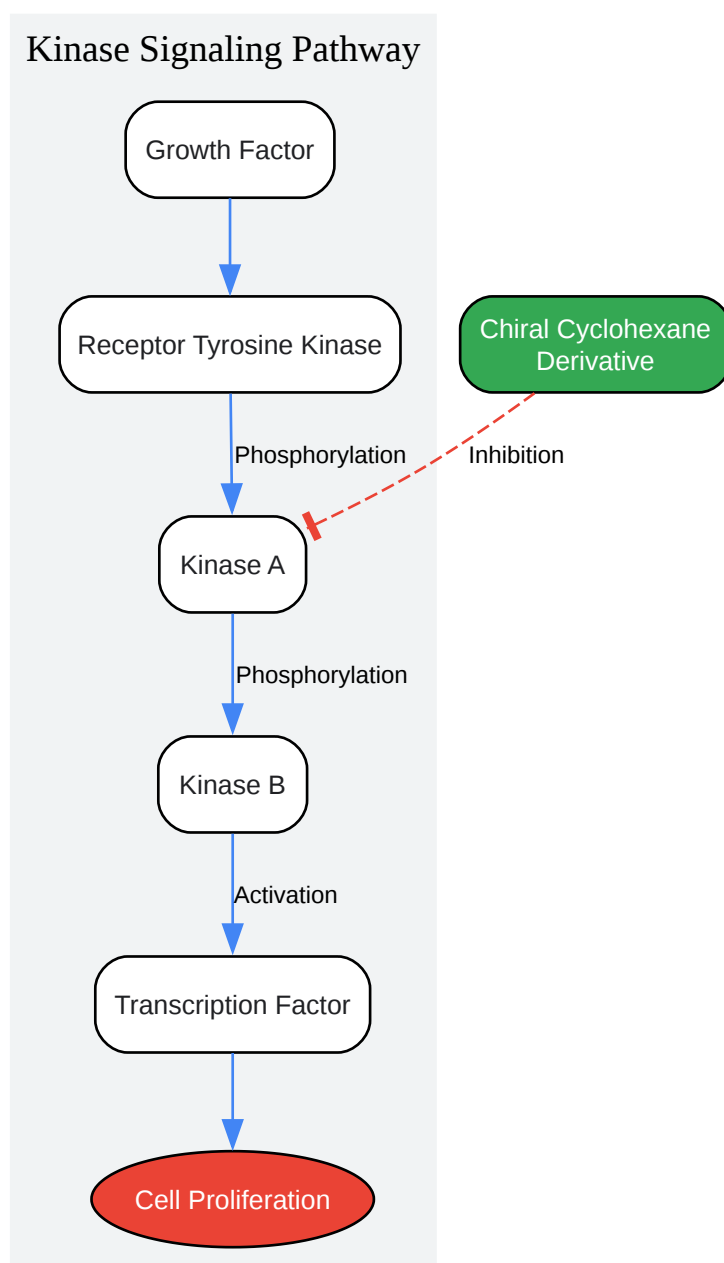 Kinase Signaling Pathway
Growth Factor
Receptor Tyrosine Kinase
Chiral Cyclohexane
Derivative
Phosphorylation
Inhibition
Kinase A
Phosphorylation
Kinase B
Activation
Transcription Factor
Cell Proliferation